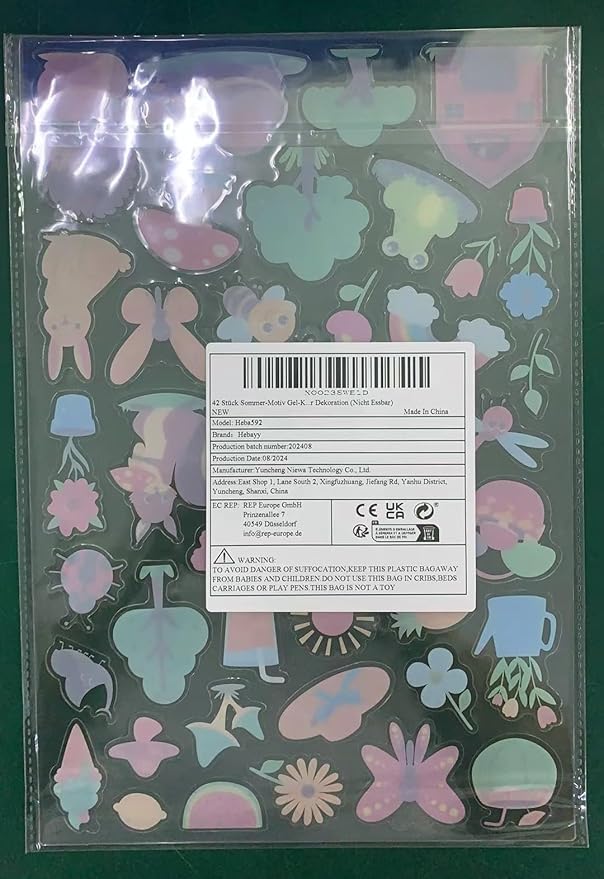 N0023SWE1D
42 Stück Sommer-Motiv Gel-K...r Dekoration (Nicht Essbar)
NEW Made In China
Model: Heba592
Brand: Hebayy
Production batch number:202408
Production Date:08/2024
Manufacturer:Yuncheng Niewa Technology Co., Ltd.
Address:East Shop 1, Lane South 2, Xingfuzhuang, Jiefang Rd, Yanhu District,
Yuncheng, Shanxi, China
EC REP: REP Europe GmbH
Prinzenallee 7
40549 Düsseldorf
info@rep-europe.de
CE UK
CA
WARNING:
TO AVOID DANGER OF SUFFOCATION,KEEP THIS PLASTIC BAGAWAY
FROM BABIES AND CHILDREN.DO NOT USE THIS BAG IN CRIBS,BEDS
CARRIAGES OR PLAY PENS.THIS BAG IS NOT A TOY